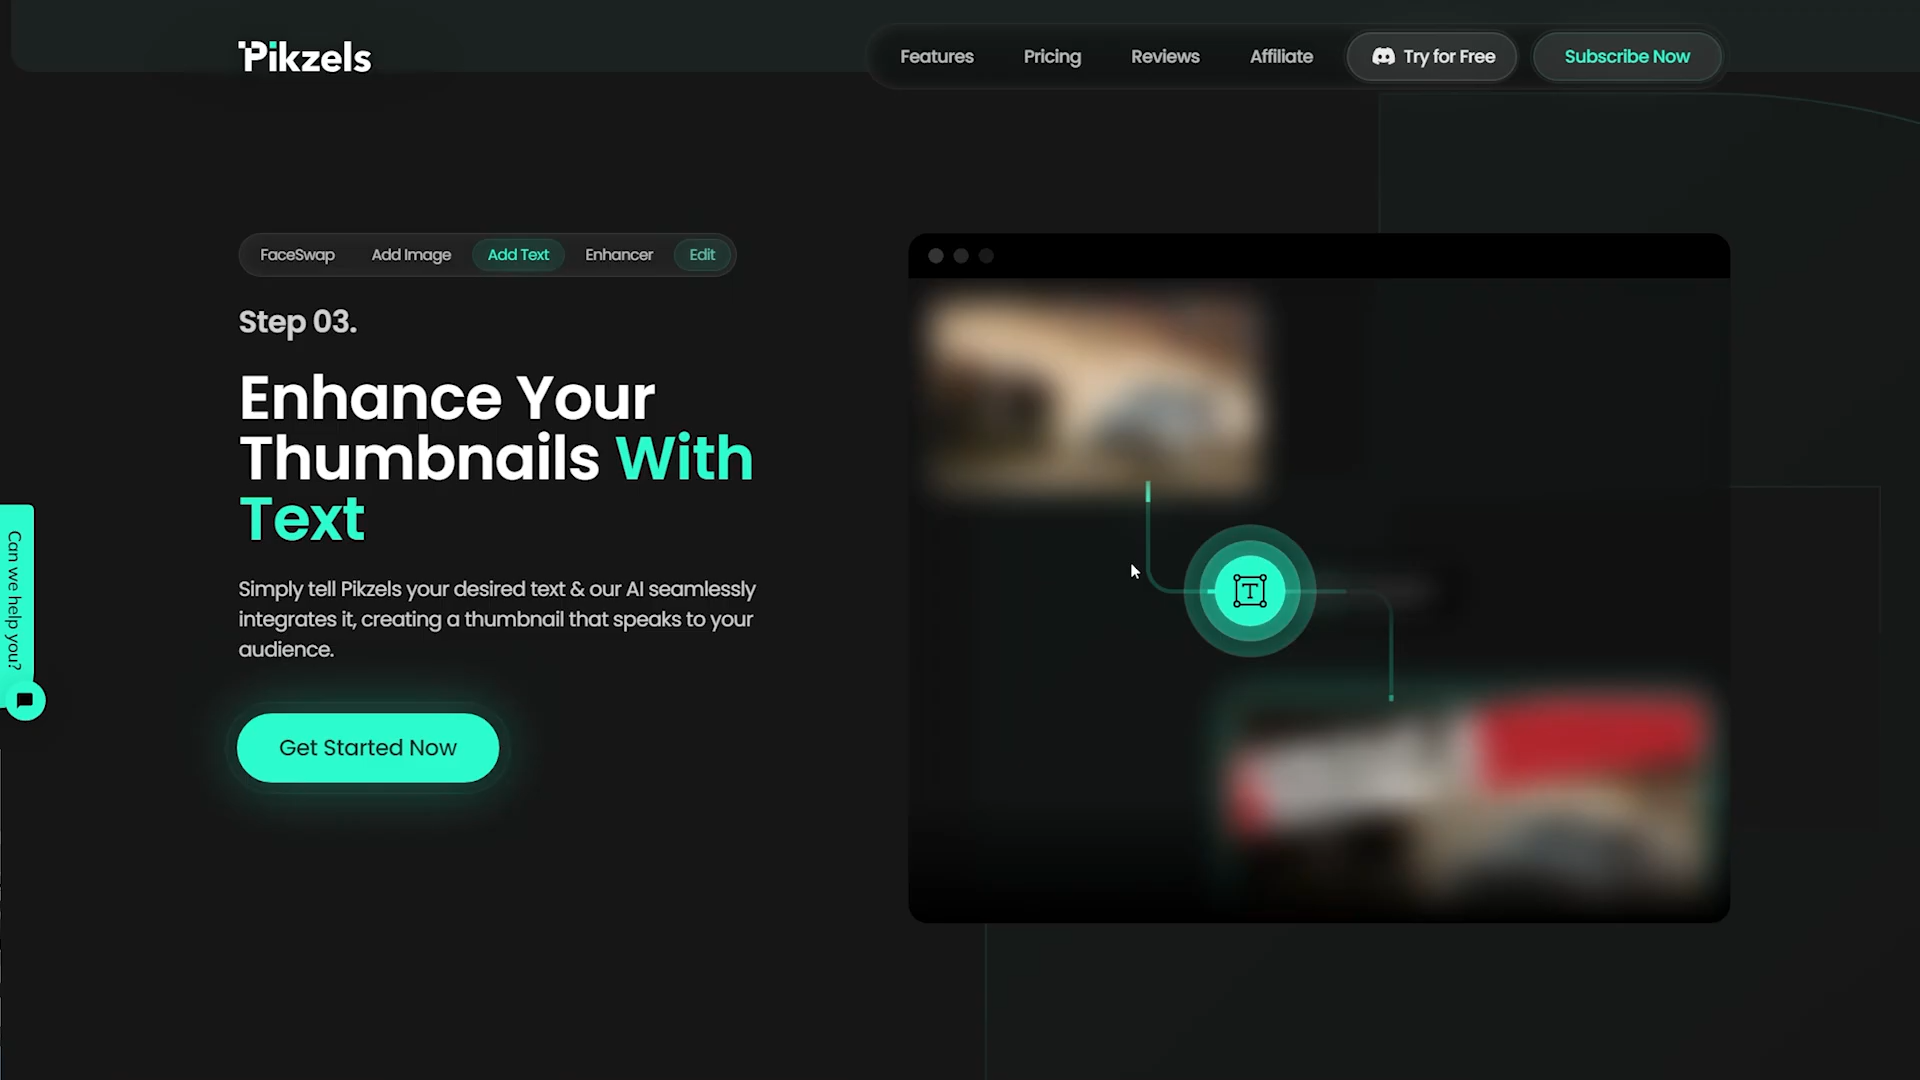 Pikzels
Features Pricing Reviews Affiliate Try for Free Subscribe Now
FaceSwap Add Image Add Text Enhancer Edit
Step 03.
Enhance Your
Thumbnails With
Text
Simply tell Pikzels your desired text & our AI seamlessly
integrates it, creating a thumbnail that speaks to your
audience.
Get Started Now
Can we help you?
T